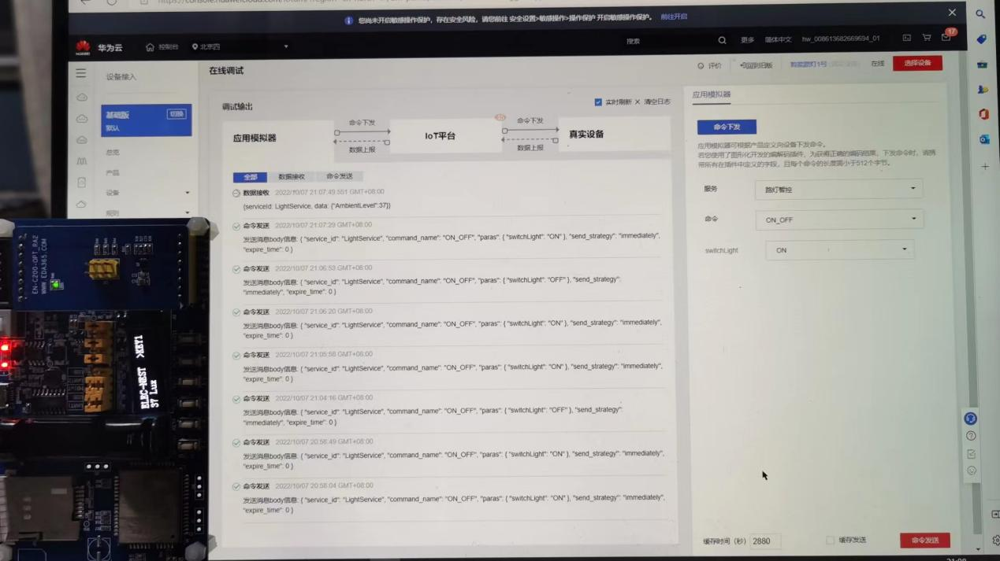 您尚未开启敏感操作保护，存在安全风险，请您前往 安全设置>敏感操作>操作保护 开启敏感操作保护。 前往开启
HUAWEI
华为云
控制台
北京四
搜索
更多
简体中文
hw_008613682669694_01
17
设备接入
在线调试
评价
智能路灯1号
在线
选择设备
基础版
切换
默认
总览
产品
设备
规则
调试输出
实时刷新
清空日志
应用模拟器
命令下发
数据上报
IoT平台
命令下发
数据上报
真实设备
全部
数据接收
命令发送
数据接收 2022/10/07 21:07:49.551 GMT+08:00
{serviceId: LightService, data: {"AmbientLevel":37}}
命令发送 2022/10/07 21:07:29 GMT+08:00
发送消息body信息: { "service_id": "LightService", "command_name": "ON_OFF", "paras": { "switchLight": "ON" }, "send_strategy": "immediately",
"expire_time": 0 }
命令发送 2022/10/07 21:06:53 GMT+08:00
发送消息body信息: { "service_id": "LightService", "command_name": "ON_OFF", "paras": { "switchLight": "OFF" }, "send_strategy":
"immediately", "expire_time": 0 }
命令发送 2022/10/07 21:06:20 GMT+08:00
发送消息body信息: { "service_id": "LightService", "command_name": "ON_OFF", "paras": { "switchLight": "ON" }, "send_strategy": "immediately",
"expire_time": 0 }
命令发送 2022/10/07 21:05:58 GMT+08:00
发送消息body信息: { "service_id": "LightService", "command_name": "ON_OFF", "paras": { "switchLight": "ON" }, "send_strategy": "immediately",
"expire_time": 0 }
命令发送 2022/10/07 21:04:16 GMT+08:00
发送消息body信息: { "service_id": "LightService", "command_name": "ON_OFF", "paras": { "switchLight": "OFF" }, "send_strategy":
"immediately", "expire_time": 0 }
命令发送 2022/10/07 20:58:49 GMT+08:00
发送消息body信息: { "service_id": "LightService", "command_name": "ON_OFF", "paras": { "switchLight": "ON" }, "send_strategy": "immediately",
"expire_time": 0 }
命令发送 2022/10/07 20:58:04 GMT+08:00
发送消息body信息: { "service_id": "LightService", "command_name": "ON_OFF", "paras": { "switchLight": "ON" }, "send_strategy": "immediately",
"expire_time": 0 }
应用模拟器
命令下发
应用模拟器可根据产品定义向设备下发命令。
若您使用了图形化开发的编解码插件，为获得正确的编码结果，下发命令时，请携
带所有在插件中定义的字段，且每个命令的长度需小于512个字节。
服务
路灯智控
命令
ON_OFF
switchLight
ON
缓存时间（秒）
2880
缓存发送
命令发送
EN-C200-OPT_RAZ
WWW.EDA365.COM
ELEC-NEST >KEY1
37 Lux